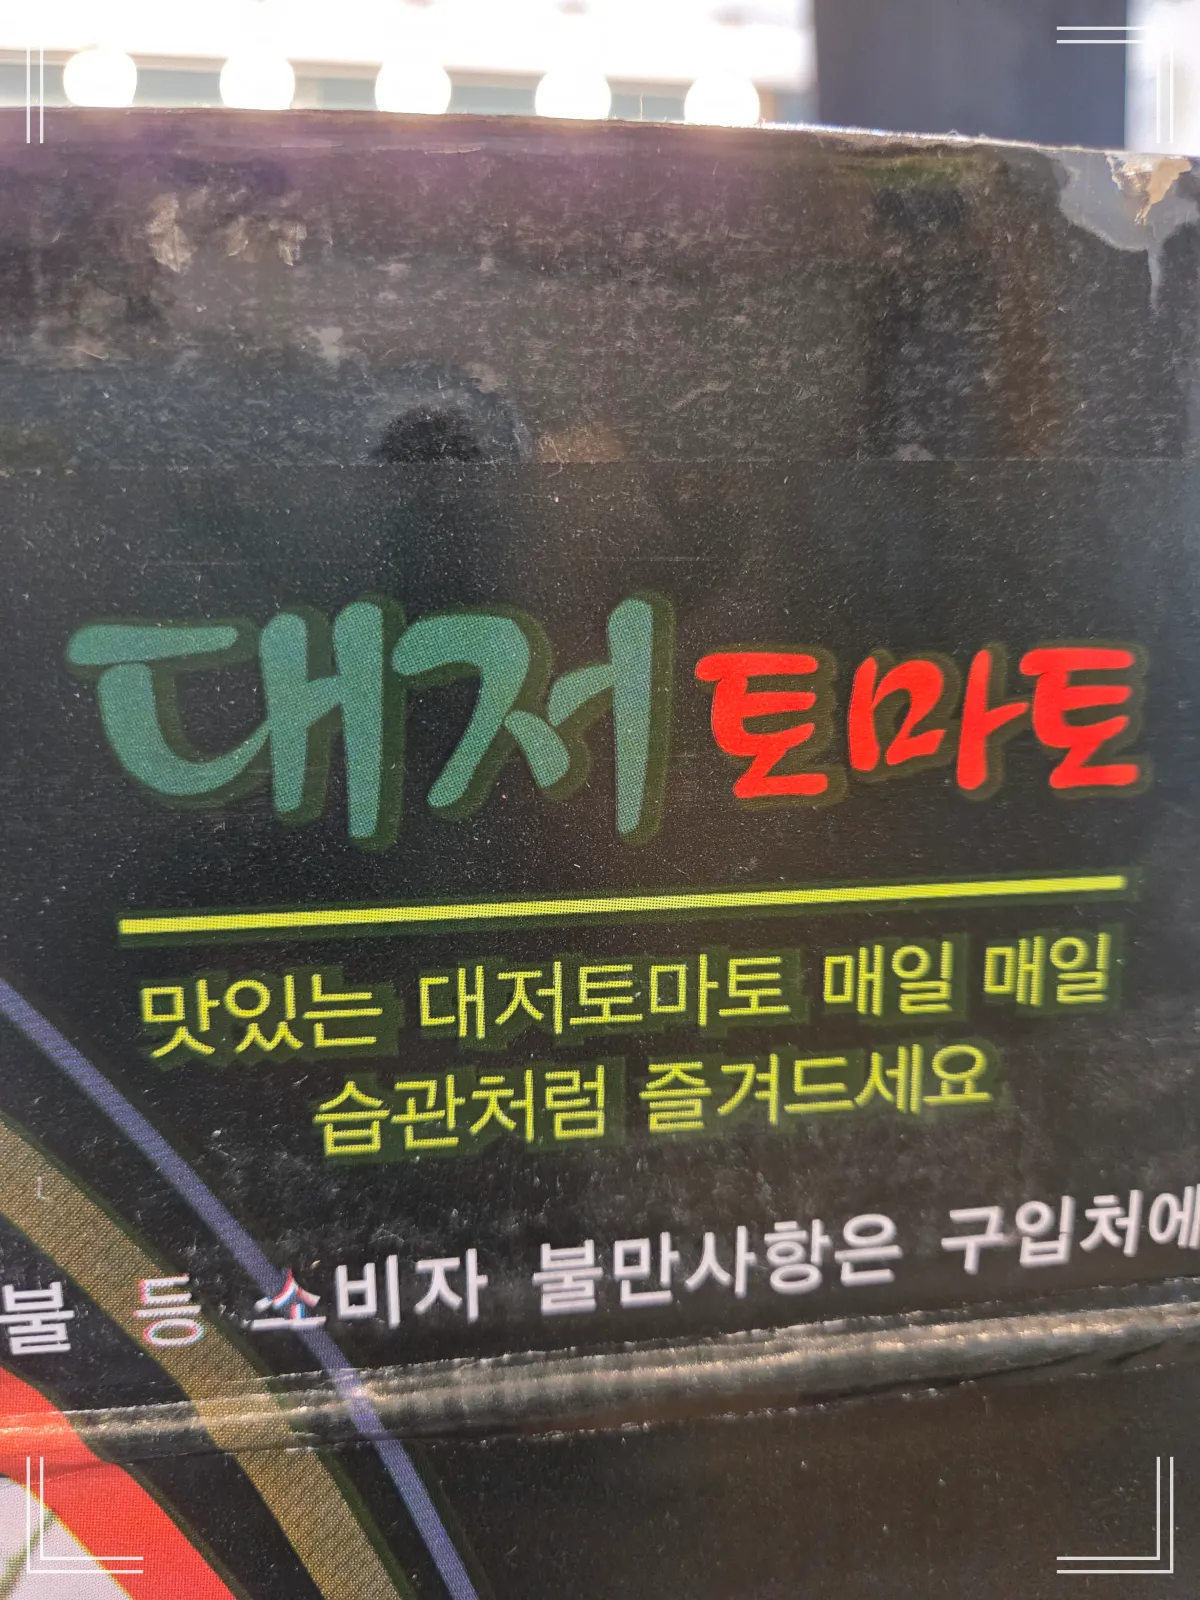 대저 토마토
맛있는 대저토마토 매일 매일
습관처럼 즐겨드세요
불 등 소비자 불만사항은 구입처에